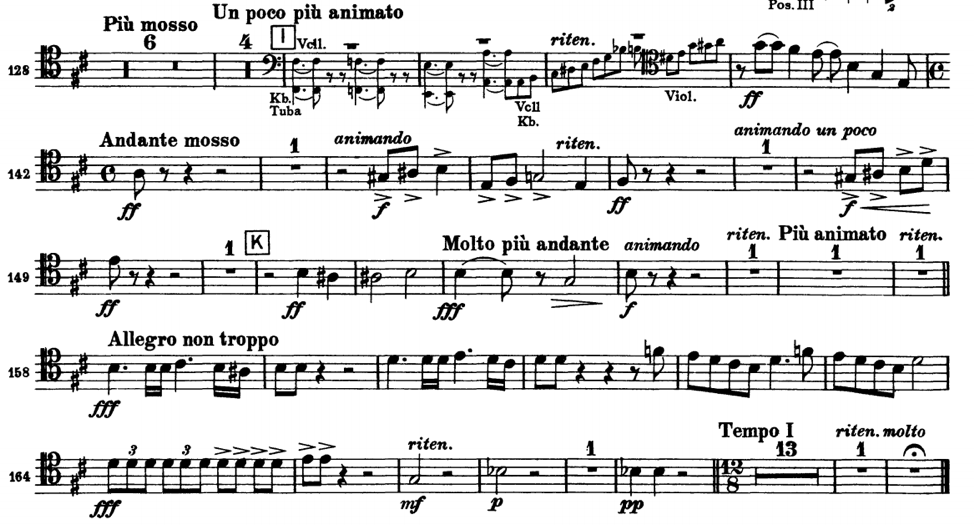 Pos. III
Più mosso Un poco più animato
6 4 I Vcll. riten.
128
Kb. Tuba Vcll Kb. Viol. ff
Andante mosso 1 animando riten. 1 animando un poco
142
ff f ff f
1 K Molto più andante animando riten. 1 Più animato 1 riten. 1
149
ff ff fff f
Allegro non troppo
158
fff
3 3 riten. 1 Tempo I 13 riten. molto 1
164
12 8
fff mf p pp